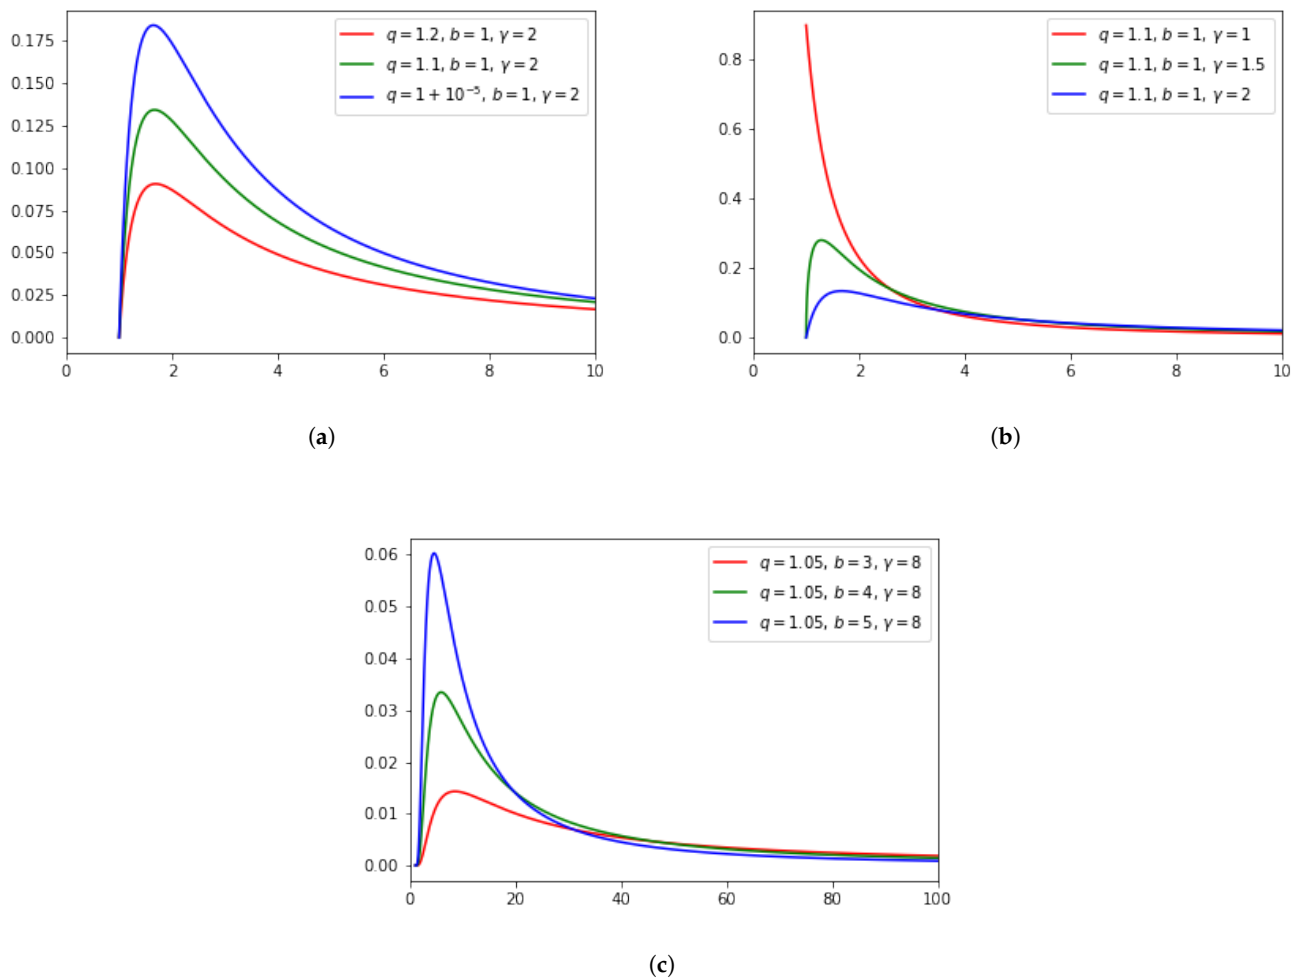 0.175
0.150
0.125
0.100
0.075
0.050
0.025
0.000
0 2 4 6 8 10
q = 1.2, b = 1, γ = 2
q = 1.1, b = 1, γ = 2
q = 1 + 10⁻⁵, b = 1, γ = 2
(a)
0.8
0.6
0.4
0.2
0.0
0 2 4 6 8 10
q = 1.1, b = 1, γ = 1
q = 1.1, b = 1, γ = 1.5
q = 1.1, b = 1, γ = 2
(b)
0.06
0.05
0.04
0.03
0.02
0.01
0.00
0 20 40 60 80 100
q = 1.05, b = 3, γ = 8
q = 1.05, b = 4, γ = 8
q = 1.05, b = 5, γ = 8
(c)